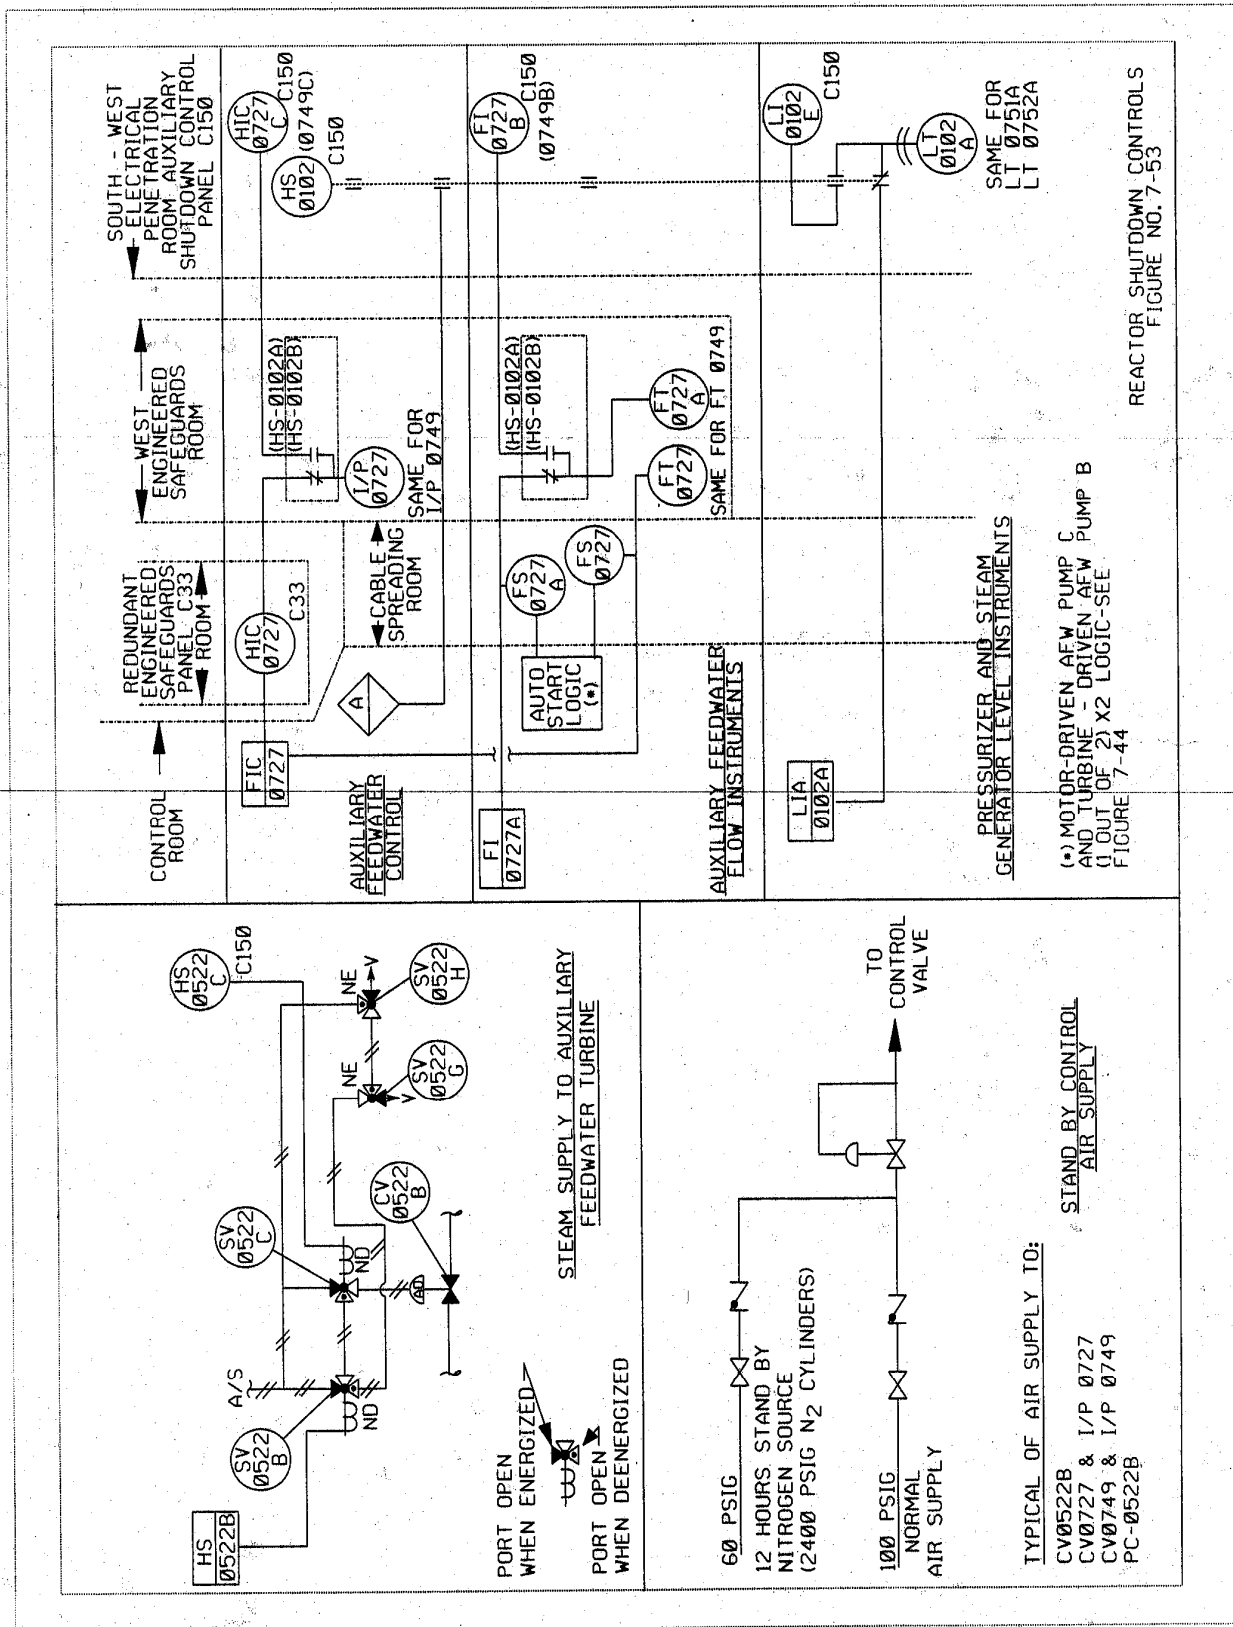 HS
0522B
SV
0522
B
A/S
ND
SV
0522
C
ND
HS
0522
C
C150
CV
0522
B
AO
NE
V
SV
0522
G
NE
V
SV
0522
H
PORT OPEN
WHEN ENERGIZED
PORT OPEN
WHEN DEENERGIZED
STEAM SUPPLY TO AUXILIARY
FEEDWATER TURBINE
60 PSIG
12 HOURS STAND BY
NITROGEN SOURCE
(2400 PSIG N2 CYLINDERS)
100 PSIG
NORMAL
AIR SUPPLY
TO
CONTROL
VALVE
TYPICAL OF AIR SUPPLY TO:
CV0522B
CV0727 & I/P 0727
CV0749 & I/P 0749
PC-0522B
STAND BY CONTROL
AIR SUPPLY
CONTROL
ROOM
REDUNDANT
ENGINEERED
SAFEGUARDS
PANEL C33
ROOM
WEST
ENGINEERED
SAFEGUARDS
ROOM
SOUTH - WEST
ELECTRICAL
PENETRATION
ROOM AUXILIARY
SHUTDOWN CONTROL
PANEL C150
FIC
0727
HIC
0727
C33
(HS-0102A)
(HS-0102B)
I/P
0727
SAME FOR
I/P 0749
HIC
0727
C
C150
(0749C)
HS
0102
C150
A
CABLE
SPREADING
ROOM
AUXILIARY
FEEDWATER
CONTROL
FI
0727A
FS
0727
A
FS
0727
AUTO
START
LOGIC
(*)
(HS-0102A)
(HS-0102B)
FT
0727
A
FT
0727
SAME FOR FT 0749
FI
0727
B
C150
(0749B)
AUXILIARY FEEDWATER
FLOW INSTRUMENTS
LIA
0102A
LI
0102
E
C150
LT
0102
A
SAME FOR
LT 0751A
LT 0752A
PRESSURIZER AND STEAM
GENERATOR LEVEL INSTRUMENTS
(*) MOTOR-DRIVEN AFW PUMP C
AND TURBINE - DRIVEN AFW PUMP B
(1 OUT OF 2) X2 LOGIC-SEE
FIGURE 7-44
REACTOR SHUTDOWN CONTROLS
FIGURE NO. 7-53